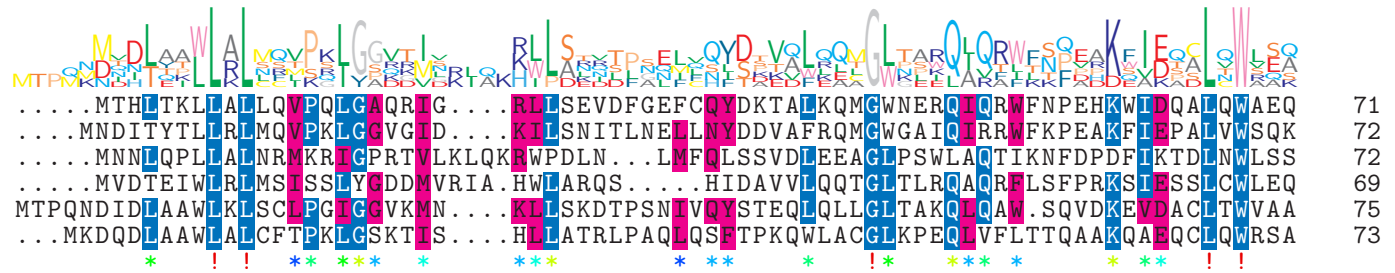 .....MTHLTKLLALLQVPQLGAQRIG....RLLSEVDFGEFCQYDKTALKQMGWNERQIQRWFNPEHKWIDQALQWAEQ 71
....MNDITYTLLRLMQVPKLGGVGID....KILSNITLNELLNYDDVAFRQMGWGAIQIRRWFKPEAKFIEPALVWSQK 72
.....MNNLQPLLALNRMKRIGPRTVLKLQKRWPDLN...LMFQLSSVDLEEAGLPSWLAQTIKNFDPDFIKTDLNWLSS 72
.....MVDTEIWLRLMSISSLYGDDMVRIA.HWLARQS.....HIDAVVLQQTGLTLRQAQRFLSFPRKSIESSLCWLEQ 69
MTPQNDIDLAAWLKLSCLPGIGGVKMN....KLLSKDTPSNIVQYSTEQLQLLGLTAKQLQAW.SQVDKEVDACLTWVAA 75
...MKDQDLAAWLALCFTPKLGSKTIS....HLLATRLPAQLQSFTPKQWLACGLKPEQLVFLTTQAAKQAEQCLQWRSA 73
* ! ! * * * * * * * * * * * * * ! * * * * * * * ! !